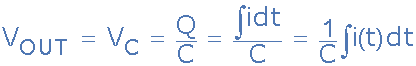 V_OUT = V_C = Q/C = ∫idt/C = 1/C ∫i(t)dt